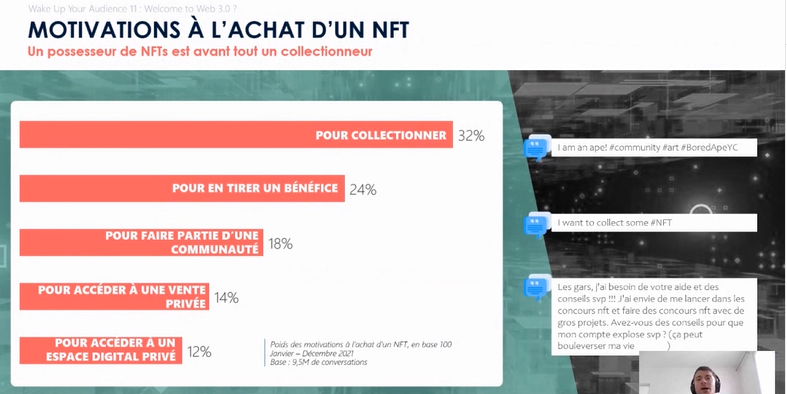 Wake Up Your Audience 11 : Welcome to Web 3.0 ?
MOTIVATIONS À L'ACHAT D'UN NFT
Un possesseur de NFTs est avant tout un collectionneur
POUR COLLECTIONNER 32%
POUR EN TIRER UN BÉNÉFICE 24%
POUR FAIRE PARTIE D'UNE
COMMUNAUTÉ 18%
POUR ACCÉDER À UNE VENTE
PRIVÉE 14%
POUR ACCÉDER À UN
ESPACE DIGITAL PRIVÉ 12%
Poids des motivations à l'achat d'un NFT, en base 100
Janvier – Décembre 2021
Base : 9,5M de conversations
I am an ape! #community #art #BoredApeYC
I want to collect some #NFT
Les gars, j'ai besoin de votre aide et des
conseils svp !!! J'ai envie de me lancer dans les
concours nft et faire des concours nft avec de
gros projets. Avez-vous des conseils pour que
mon compte explose svp ? (ça peut
bouleverser ma vie )